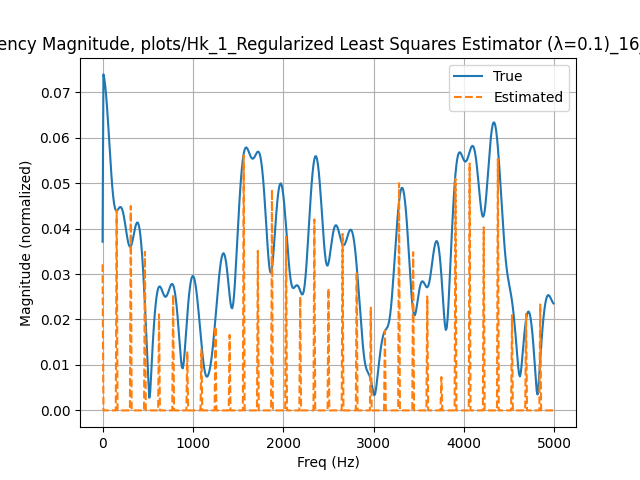 ency Magnitude, plots/Hk_1_Regularized Least Squares Estimator (λ=0.1)_16_
True
Estimated
Magnitude (normalized)
0.07
0.06
0.05
0.04
0.03
0.02
0.01
0.00
0
1000
2000
3000
4000
5000
Freq (Hz)